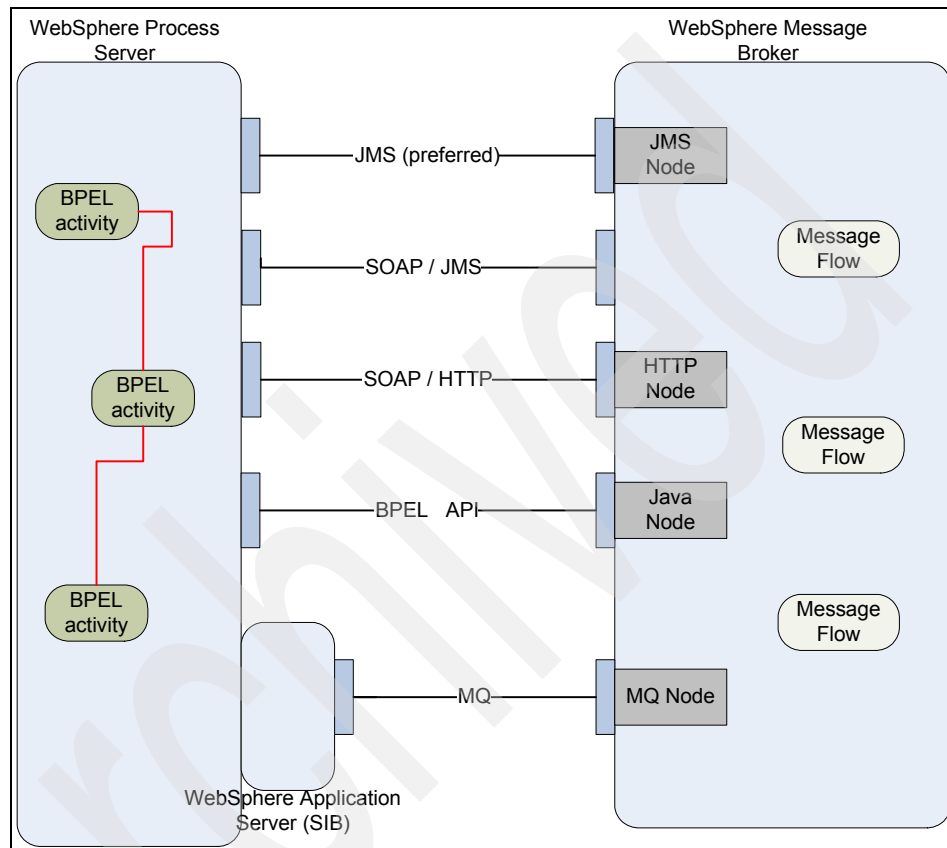 WebSphere Process
Server
WebSphere Message
Broker
JMS (preferred)
JMS
Node
BPEL
activity
Message
Flow
SOAP / JMS
SOAP / HTTP
HTTP
Node
BPEL
activity
Message
Flow
BPEL API
Java
Node
BPEL
activity
Message
Flow
MQ
MQ Node
WebSphere Application
Server (SIB)
rchived